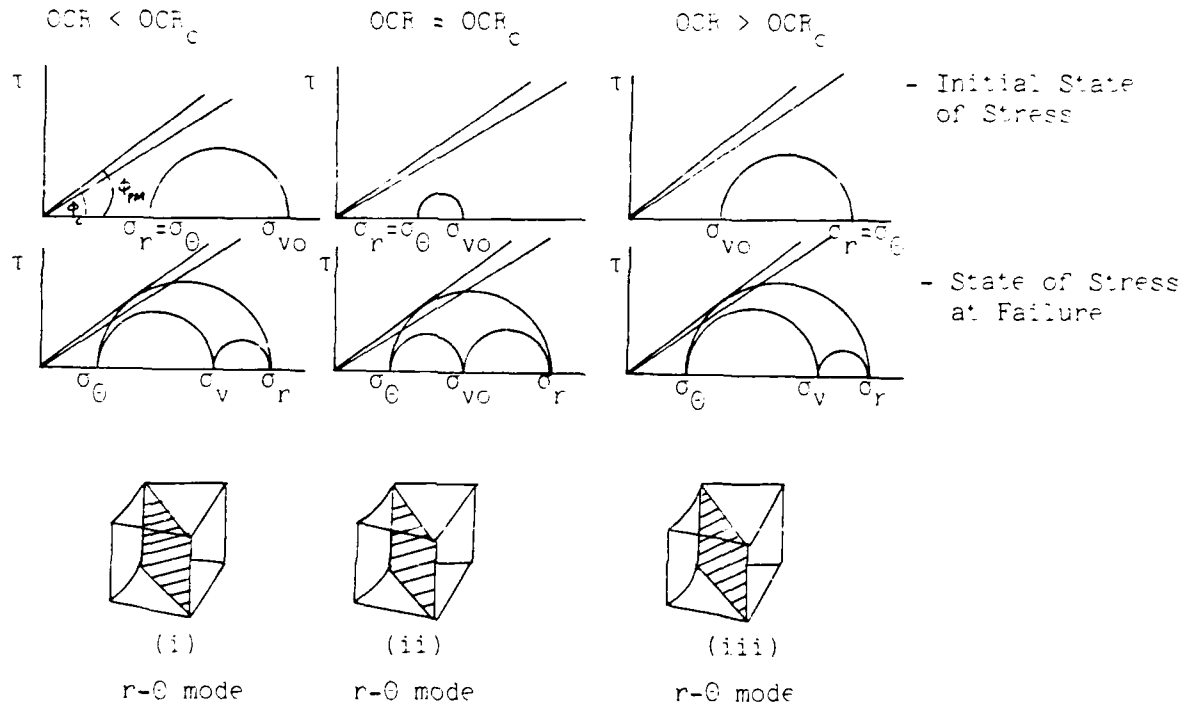 OCR < OCR_c
OCR = OCR_c
OCR > OCR_c
τ
τ
τ
- Initial State
of Stress
ϕ_c
ϕ_PM
σ_r=σ_θ
σ_vo
σ_r=σ_θ
σ_vo
σ_vo
σ_r=σ_θ
τ
τ
τ
- State of Stress
at Failure
σ_θ
σ_v
σ_r
σ_θ
σ_vo
σ_r
σ_θ
σ_v
σ_r
(i)
(ii)
(iii)
r-θ mode
r-θ mode
r-θ mode